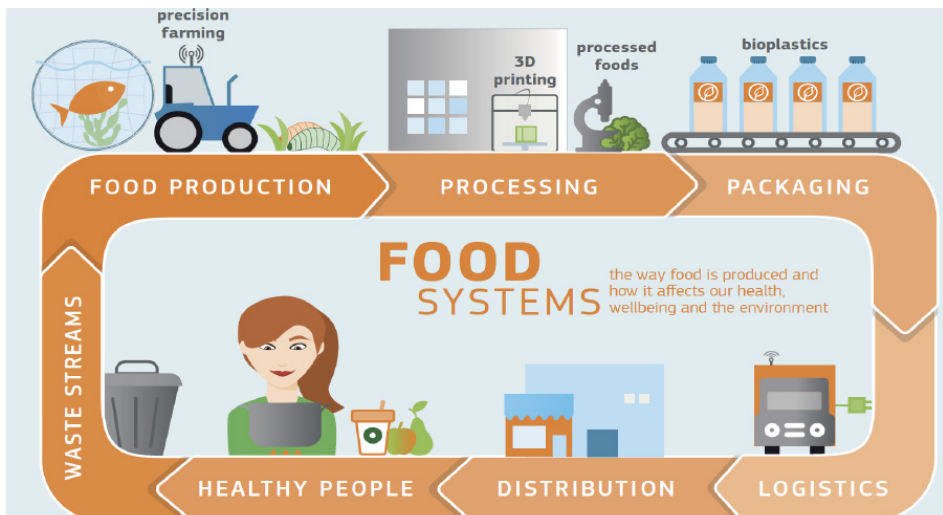 precision
farming
3D
printing
processed
foods
bioplastics
FOOD PRODUCTION
PROCESSING
PACKAGING
FOOD
SYSTEMS
the way food is produced and
how it affects our health,
wellbeing and the environment
WASTE STREAMS
HEALTHY PEOPLE
DISTRIBUTION
LOGISTICS